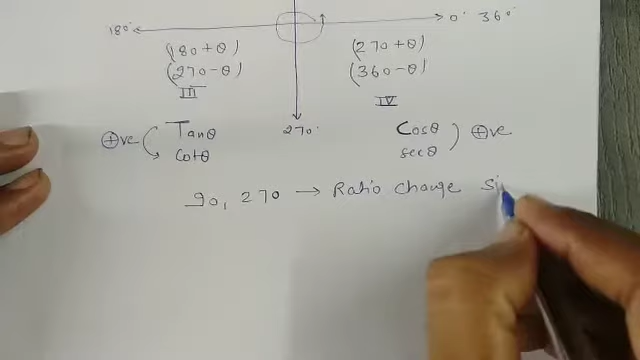 180° 0° 360°
(180+θ) (270+θ)
(270-θ) (360-θ)
III IV
270°
⊕ve Tanθ Cosθ ⊕ve
Cotθ secθ
90, 270 → Ratio change Si